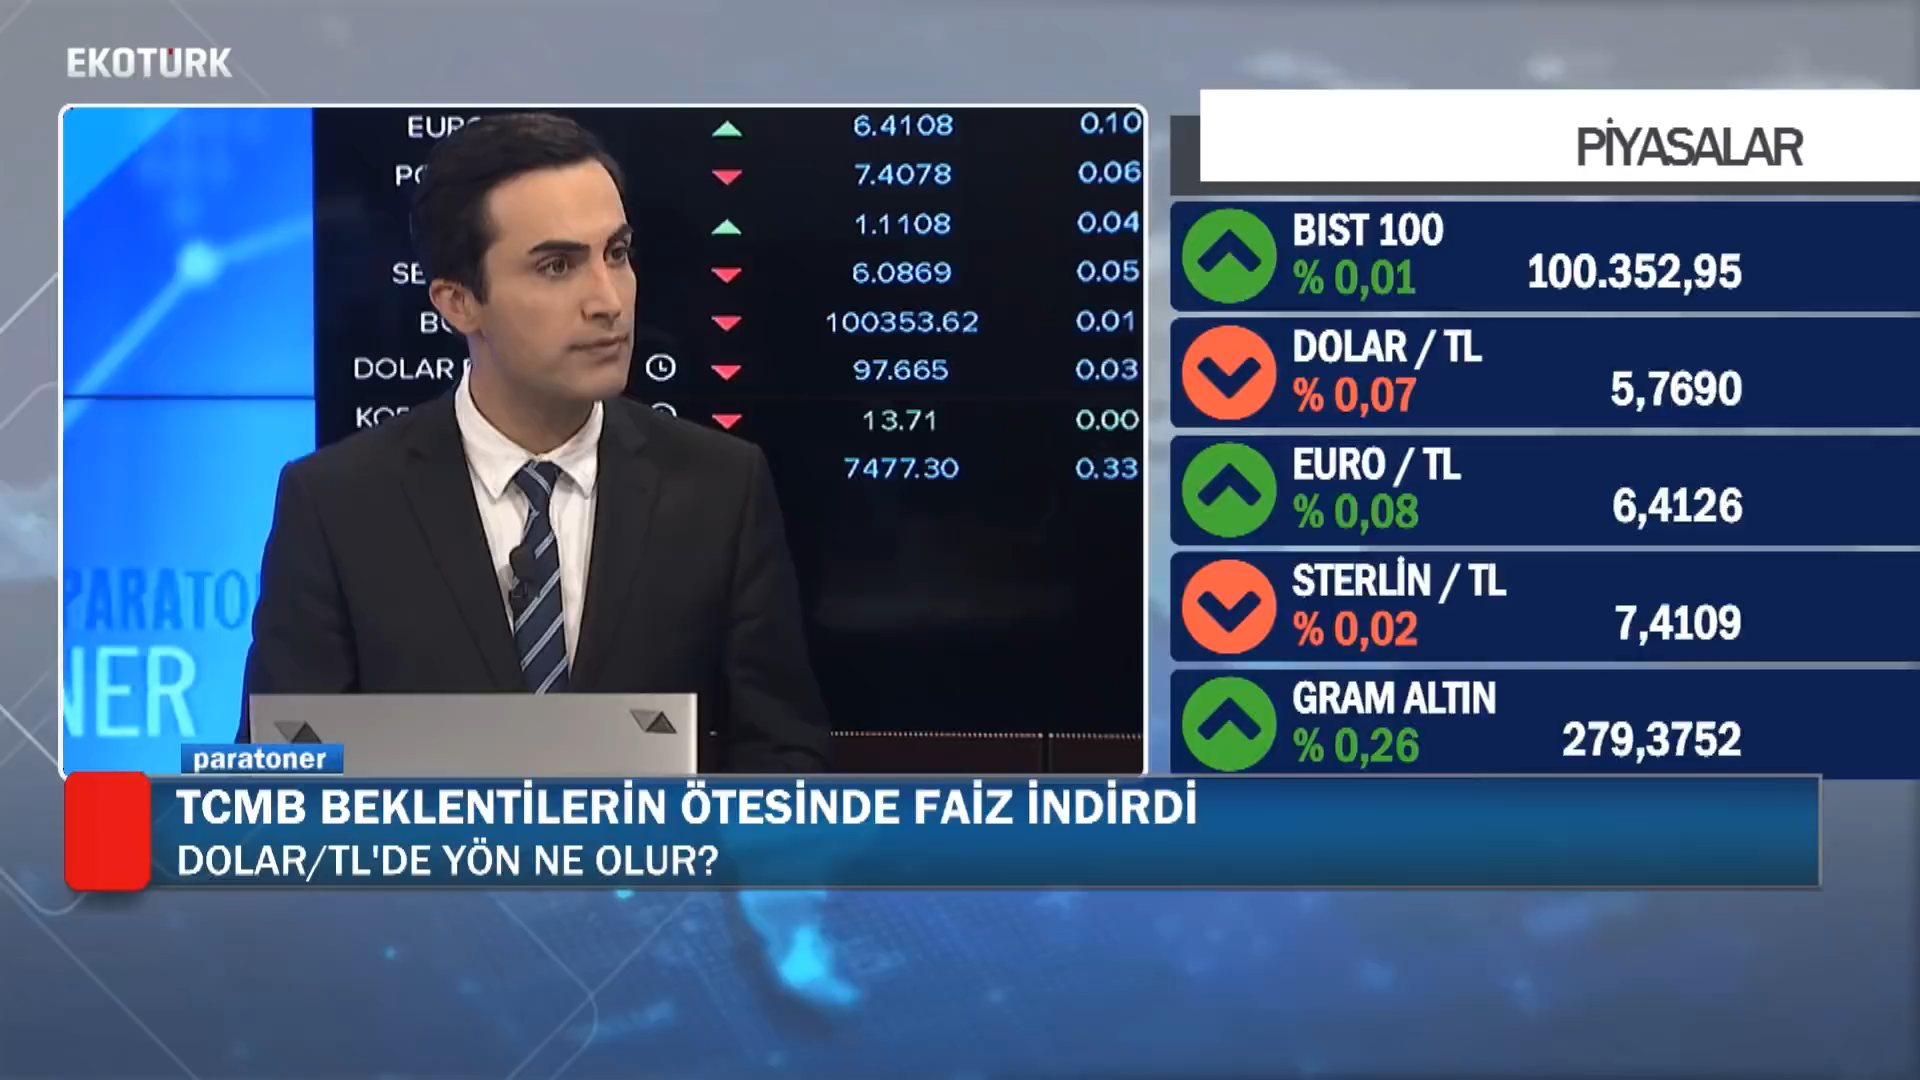 EKOTÜRK
6.4108 0.10
7.4078 0.06
1.1108 0.04
6.0869 0.05
100353.62 0.01
DOLAR 97.665 0.03
13.71 0.00
7477.30 0.33
PİYASALAR
BIST 100
% 0,01 100.352,95
DOLAR / TL
% 0,07 5,7690
EURO / TL
% 0,08 6,4126
STERLİN / TL
% 0,02 7,4109
GRAM ALTIN
% 0,26 279,3752
paratoner
TCMB BEKLENTİLERİN ÖTESİNDE FAİZ İNDİRDİ
DOLAR/TL'DE YÖN NE OLUR?